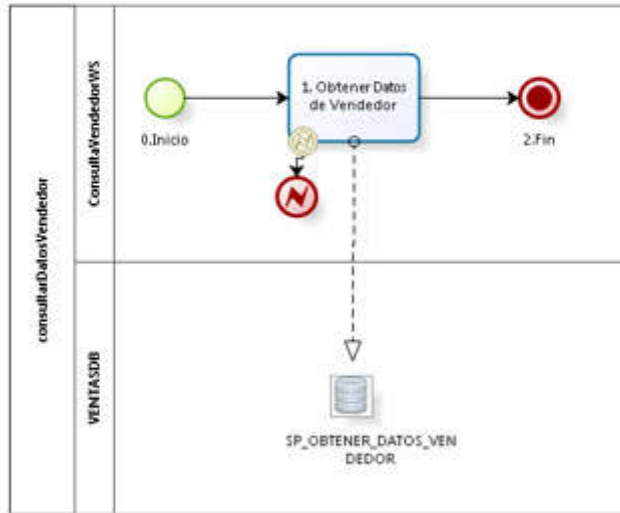 consultarDatosVendedor
ConsultaVendedorWS
0.Inicio
1. Obtener Datos
de Vendedor
2.Fin
VENTASDB
SP_OBTENER_DATOS_VEN
DEDOR